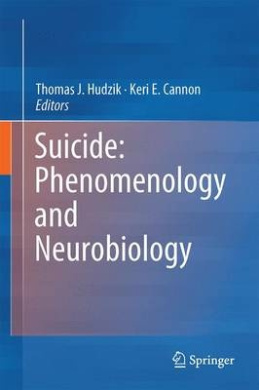 Thomas J. Hudzik · Keri E. Cannon
Editors
Suicide:
Phenomenology
and
Neurobiology
Springer